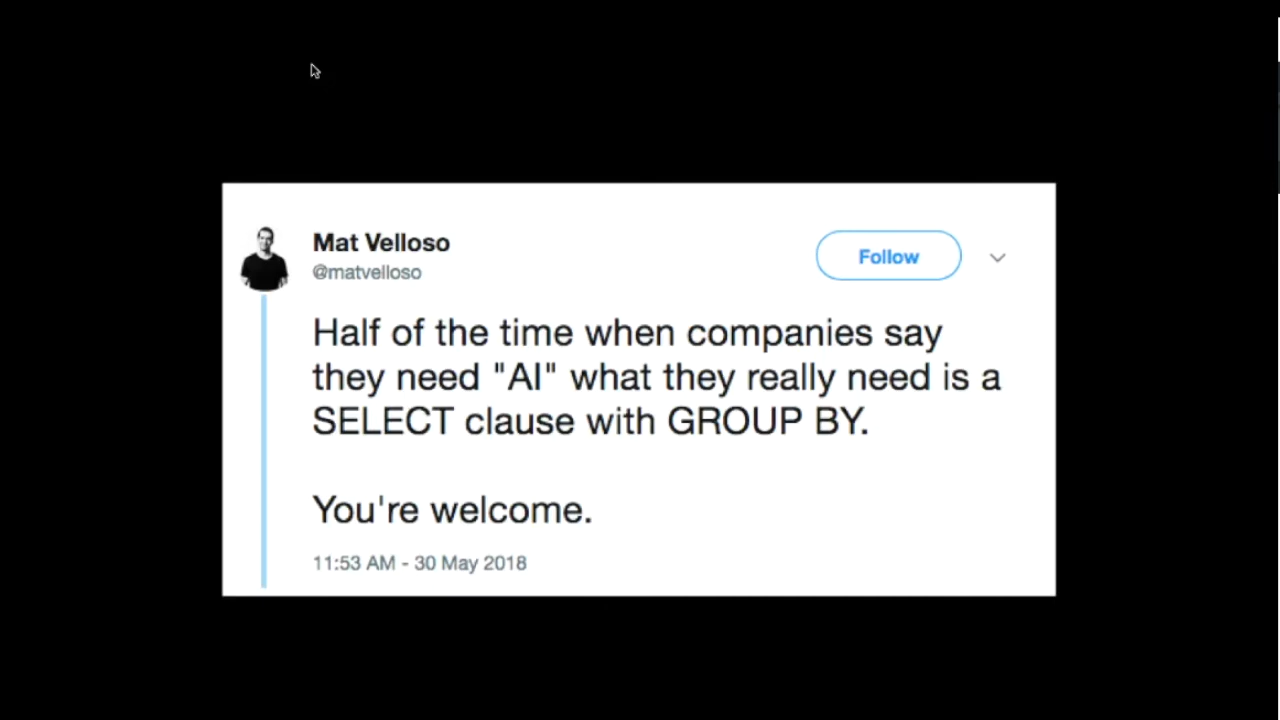 Mat Velloso
@matvelloso
Follow
Half of the time when companies say
they need "AI" what they really need is a
SELECT clause with GROUP BY.
You're welcome.
11:53 AM - 30 May 2018